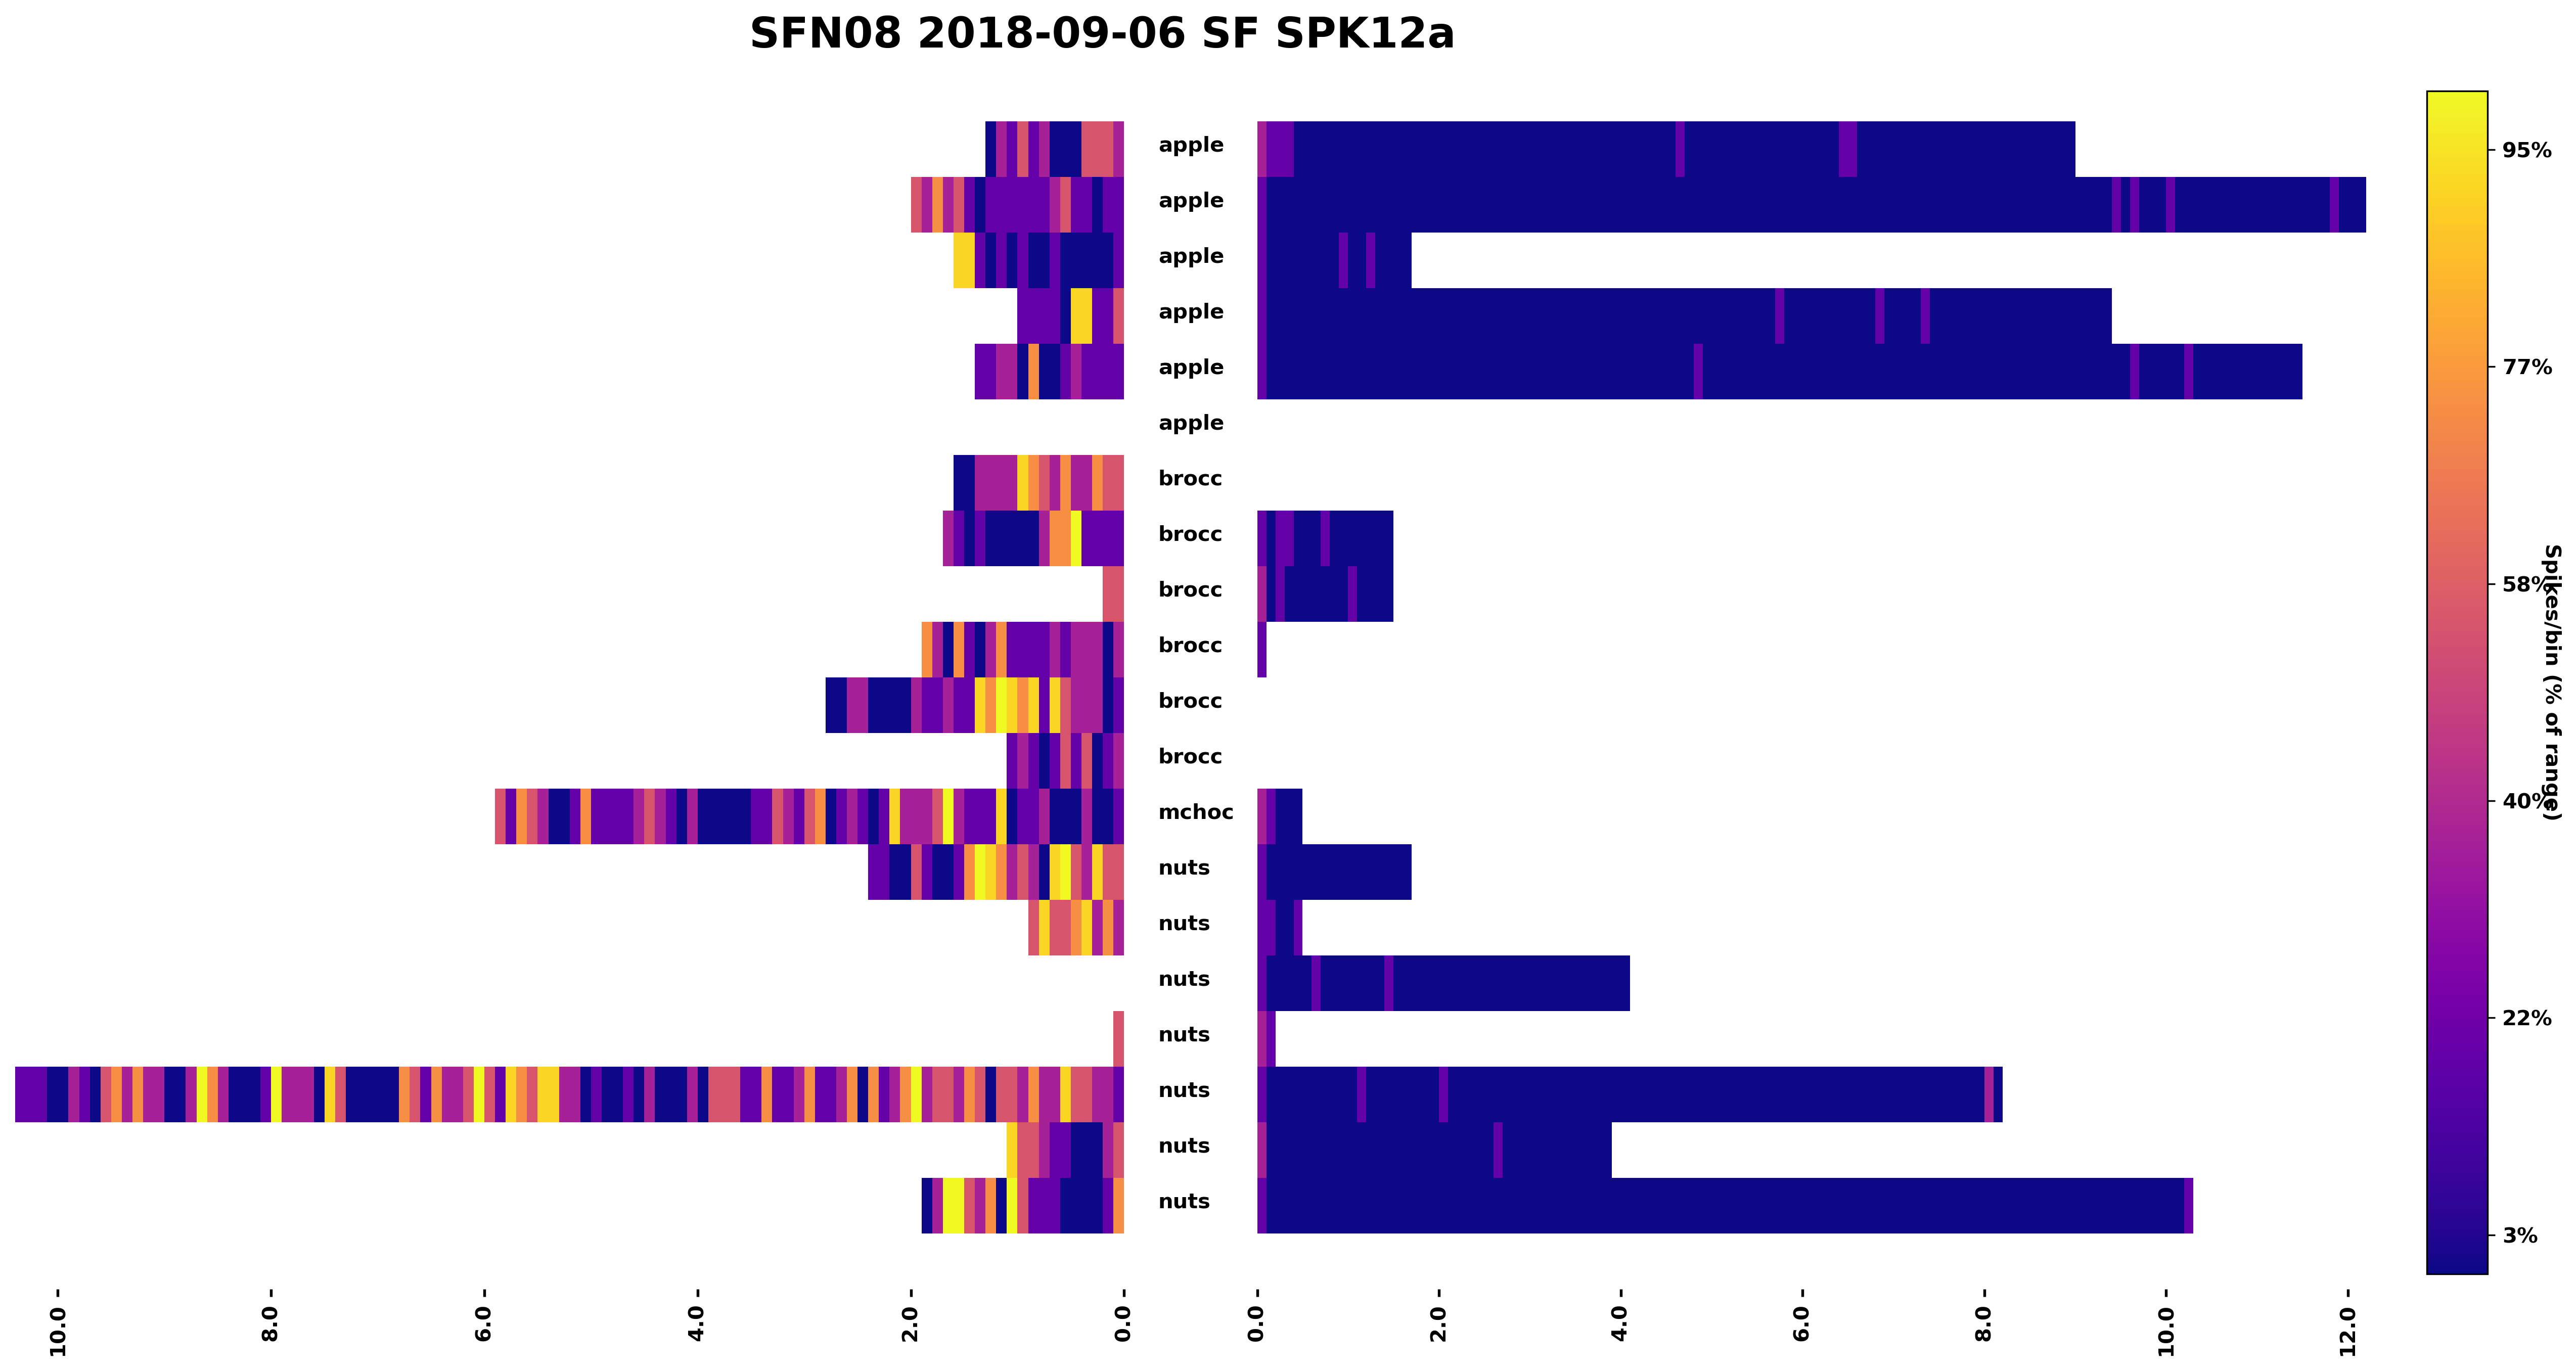 SFN08 2018-09-06 SF SPK12a
apple
apple
apple
apple
apple
apple
brocc
brocc
brocc
brocc
brocc
brocc
mchoc
nuts
nuts
nuts
nuts
nuts
nuts
nuts
10.0 8.0 6.0 4.0 2.0 0.0
0.0 2.0 4.0 6.0 8.0 10.0 12.0
95%
77%
58%
40%
22%
3%
Spikes/bin (% of range)